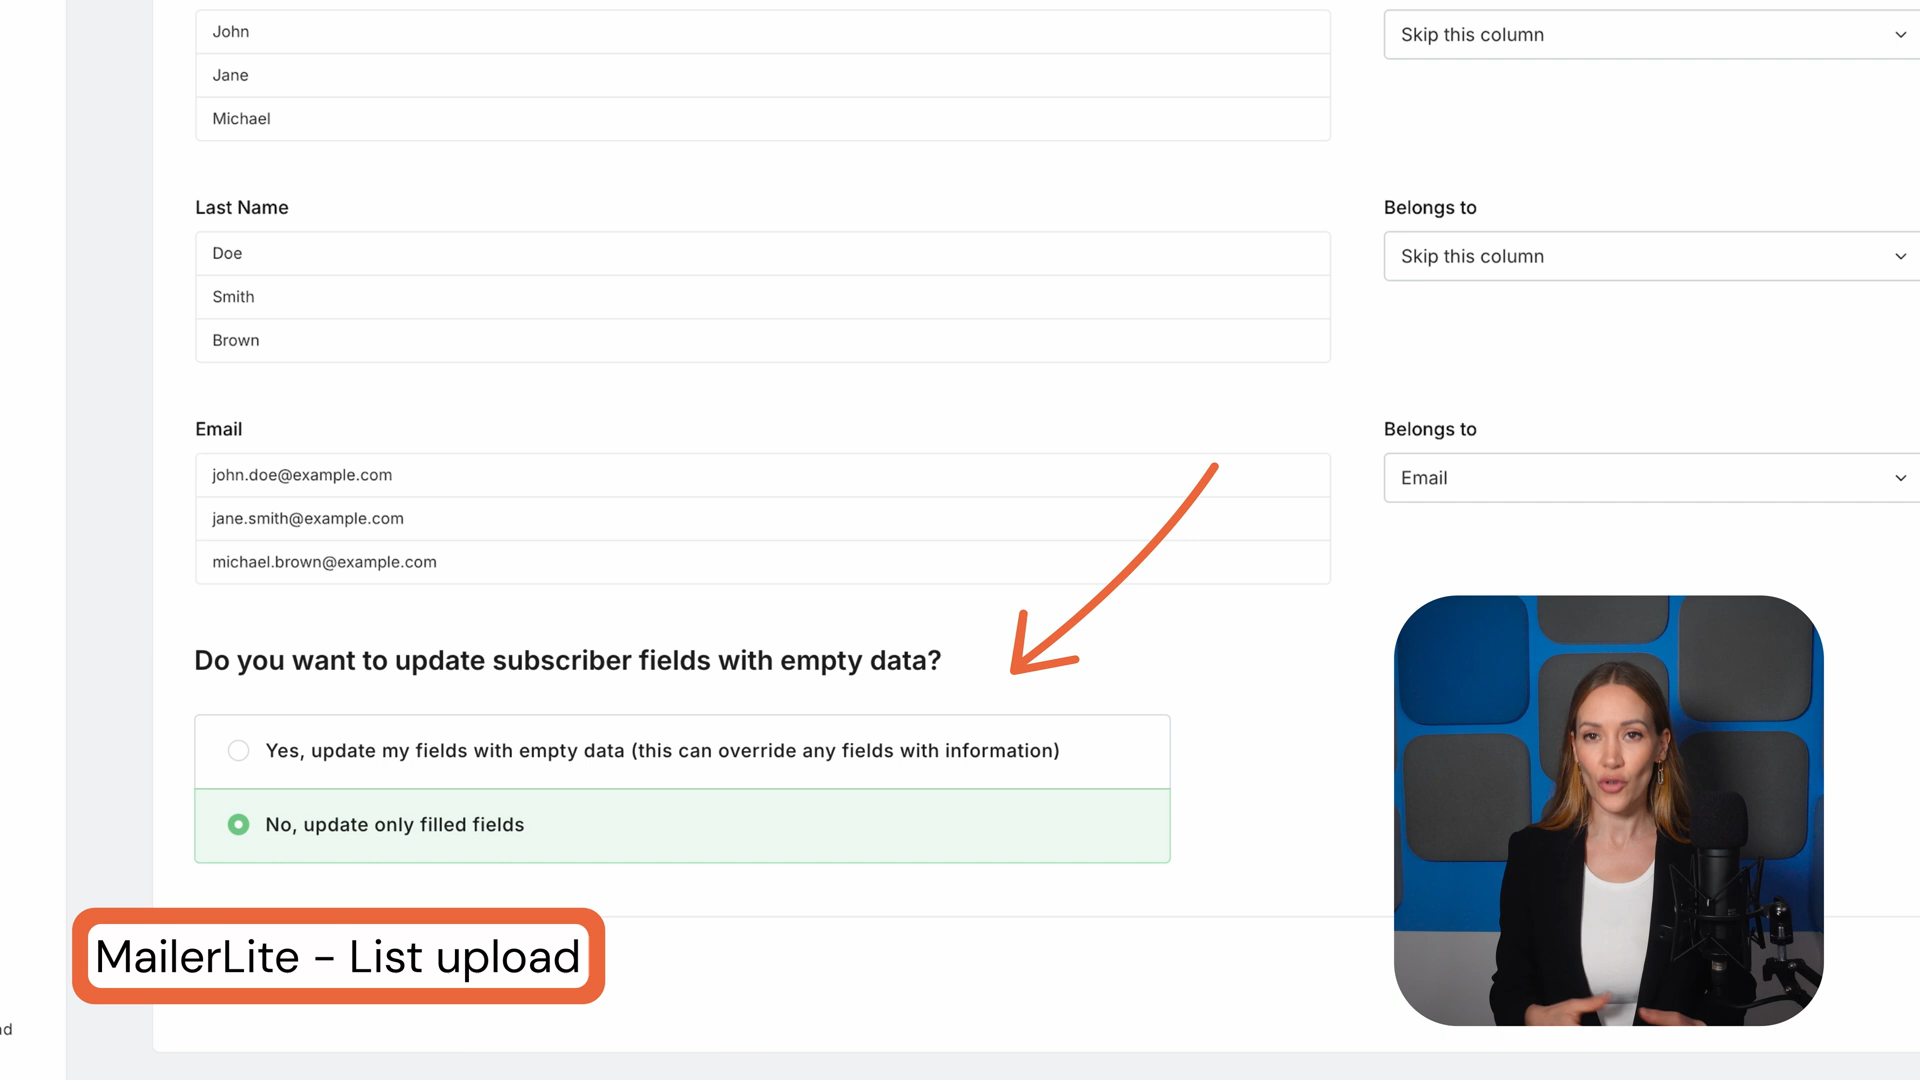 John
Skip this column
Jane
Michael
Last Name
Belongs to
Doe
Skip this column
Smith
Brown
Email
Belongs to
john.doe@example.com
Email
jane.smith@example.com
michael.brown@example.com
Do you want to update subscriber fields with empty data?
Yes, update my fields with empty data (this can override any fields with information)
No, update only filled fields
MailerLite - List upload